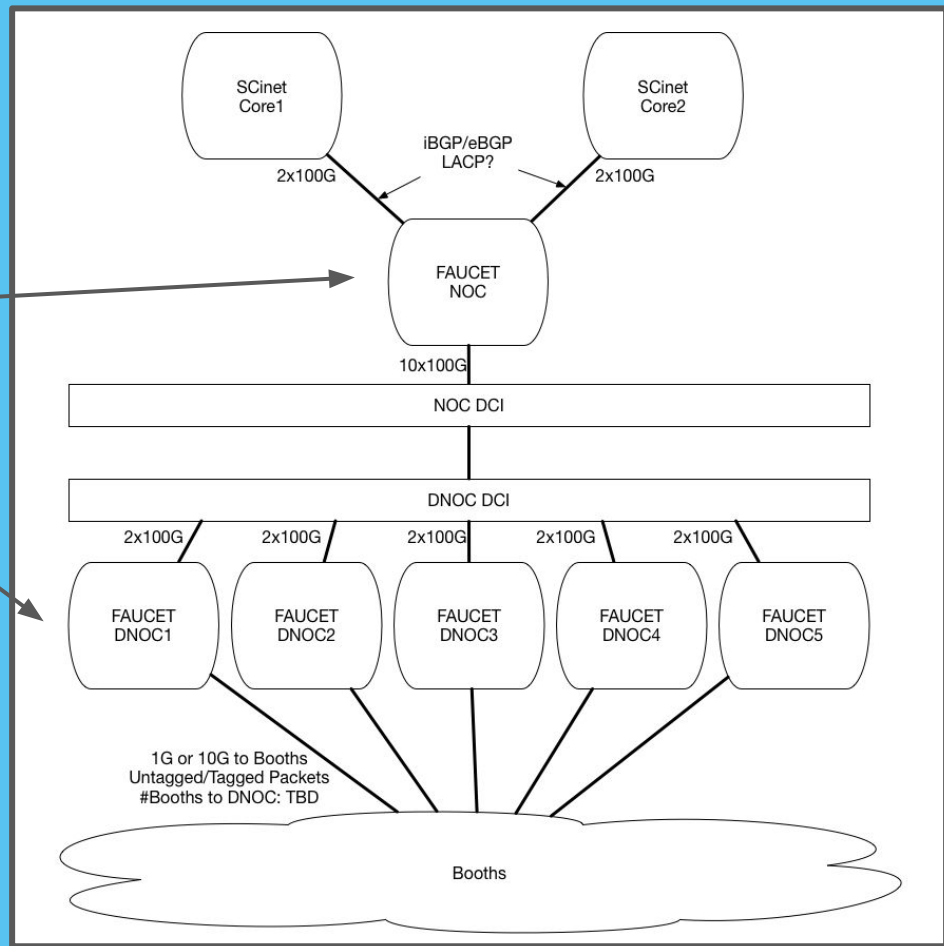 SCinet
Core1
SCinet
Core2
iBGP/eBGP
LACP?
2x100G
2x100G
FAUCET
NOC
10x100G
NOC DCI
DNOC DCI
2x100G
2x100G
2x100G
2x100G
2x100G
FAUCET
DNOC1
FAUCET
DNOC2
FAUCET
DNOC3
FAUCET
DNOC4
FAUCET
DNOC5
1G or 10G to Booths
Untagged/Tagged Packets
#Booths to DNOC: TBD
Booths